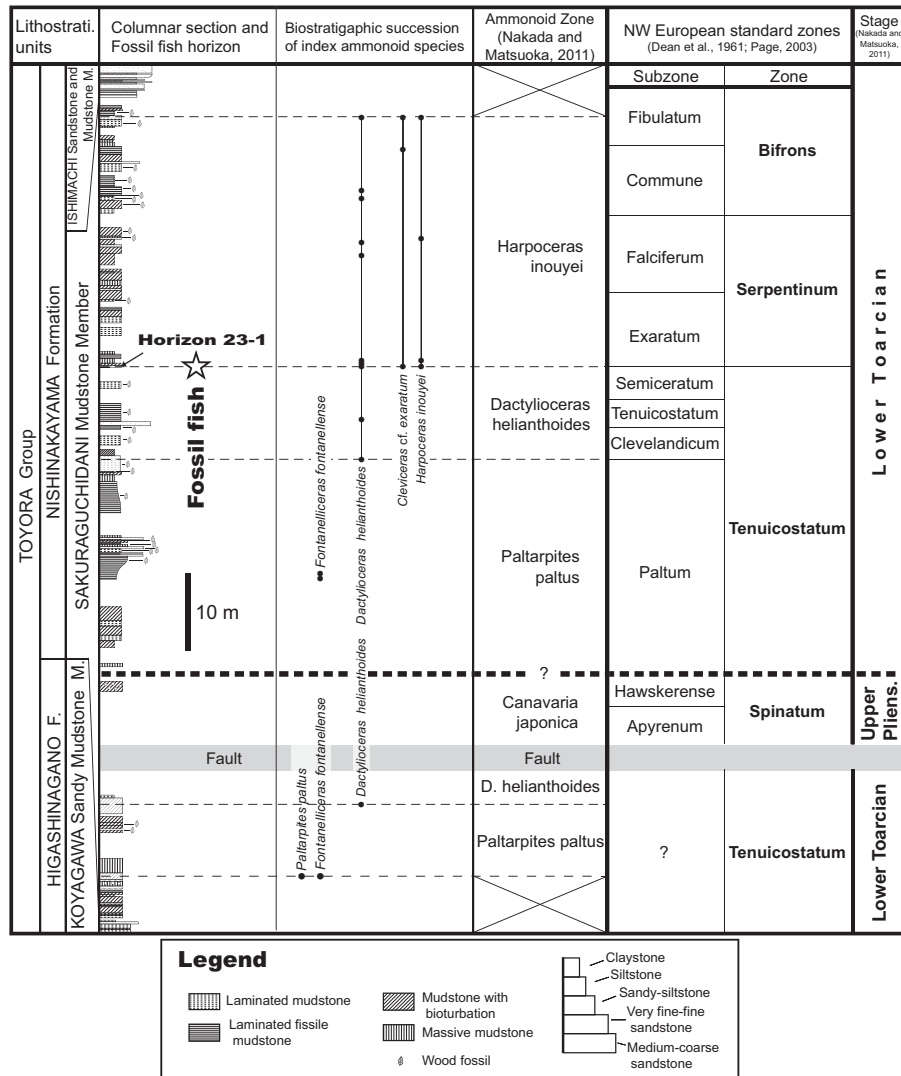 Lithostrati.
units
Columnar section and
Fossil fish horizon
Biostratigaphic succession
of index ammonoid species
Ammonoid Zone
(Nakada and
Matsuoka, 2011)
NW European standard zones
(Dean et al., 1961; Page, 2003)
Stage
(Nakada and
Matsuoka,
2011)
Subzone
Zone
TOYORA Group
NISHINAKAYAMA Formation
HIGASHINAGANO F.
ISHIMACHI Sandstone and
Mudstone M.
SAKURAGUCHIDANI Mudstone Member
KOYAGAWA Sandy Mudstone M.
Horizon 23-1
Fossil fish
10 m
Fault
Paltarpites paltus
Fontanelliceras fontanellense
Fontanelliceras fontanellense
Dactylioceras helianthoides
Dactylioceras helianthoides
Cleviceras cf. exaratum
Harpoceras inouyei
Harpoceras
inouyei
Dactylioceras
helianthoides
Paltarpites
paltus
?
Canavaria
japonica
Fault
D. helianthoides
Paltarpites paltus
Fibulatum
Commune
Falciferum
Exaratum
Semiceratum
Tenuicostatum
Clevelandicum
Paltum
Hawskerense
Apyrenum
?
Bifrons
Serpentinum
Tenuicostatum
Spinatum
Tenuicostatum
Lower Toarcian
Upper
Pliens.
Lower Toarcian
Legend
Laminated mudstone
Laminated fissile
mudstone
Mudstone with
bioturbation
Massive mudstone
Wood fossil
Claystone
Siltstone
Sandy-siltstone
Very fine-fine
sandstone
Medium-coarse
sandstone